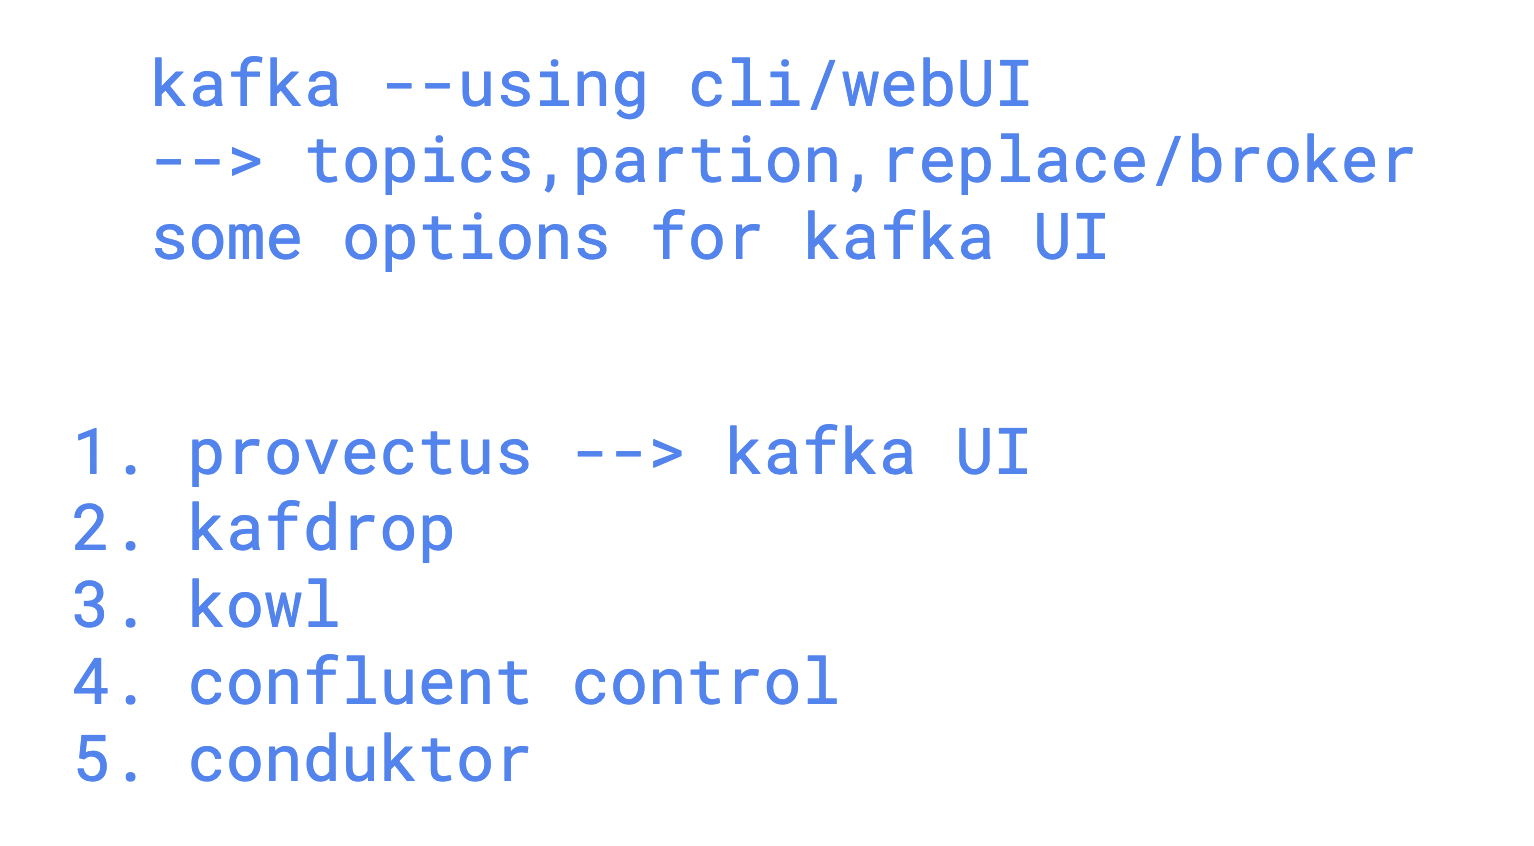 kafka --using cli/webUI
--> topics,partion,replace/broker
some options for kafka UI
1. provectus --> kafka UI
2. kafdrop
3. kowl
4. confluent control
5. conduktor